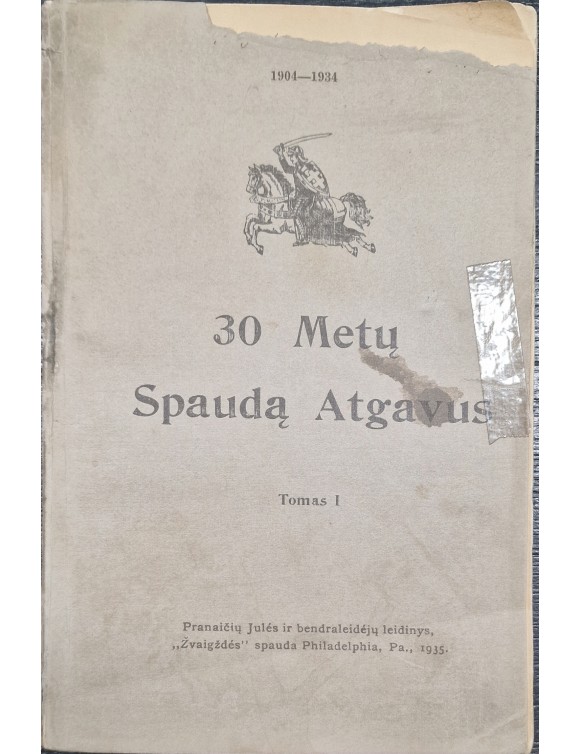 1904—1934
30 Metų
Spaudą Atgavus
Tomas I
Pranaičių Julės ir bendraleidėjų leidinys,
„Žvaigždės" spauda Philadelphia, Pa., 1935.